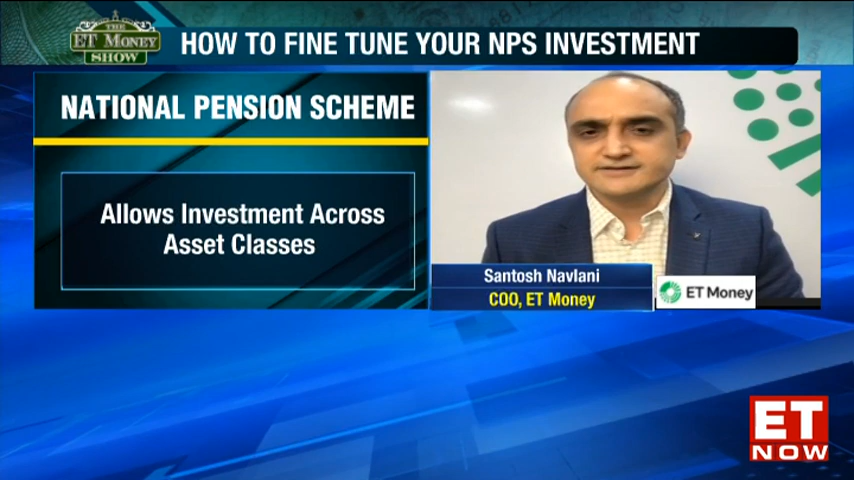 THE
ET MONEY
SHOW
HOW TO FINE TUNE YOUR NPS INVESTMENT
NATIONAL PENSION SCHEME
Allows Investment Across
Asset Classes
Santosh Navlani
COO, ET Money
ET Money
ET
NOW